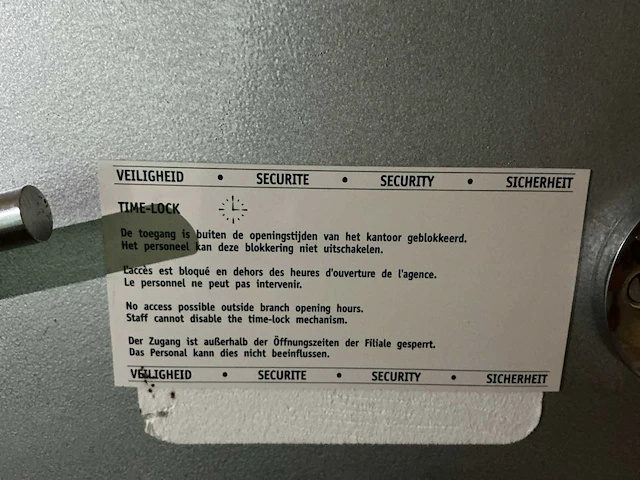 VEILIGHEID • SECURITE • SECURITY • SICHERHEIT
TIME-LOCK
De toegang is buiten de openingstijden van het kantoor geblokkeerd.
Het personeel kan deze blokkering niet uitschakelen.
L'accès est bloqué en dehors des heures d'ouverture de l'agence.
Le personnel ne peut pas intervenir.
No access possible outside branch opening hours.
Staff cannot disable the time-lock mechanism.
Der Zugang ist außerhalb der Öffnungszeiten der Filiale gesperrt.
Das Personal kann dies nicht beeinflussen.
VEILIGHEID • SECURITE • SECURITY • SICHERHEIT